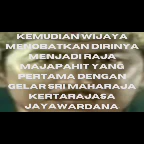 KEMUDIAN WIJAYA
MENOBATKAN DIRINYA
MENJADI RAJA
MAJAPAHIT YANG
PERTAMA DENGAN
GELAR SRI MAHARAJA
KERTARAJASA
JAYAWARDANA